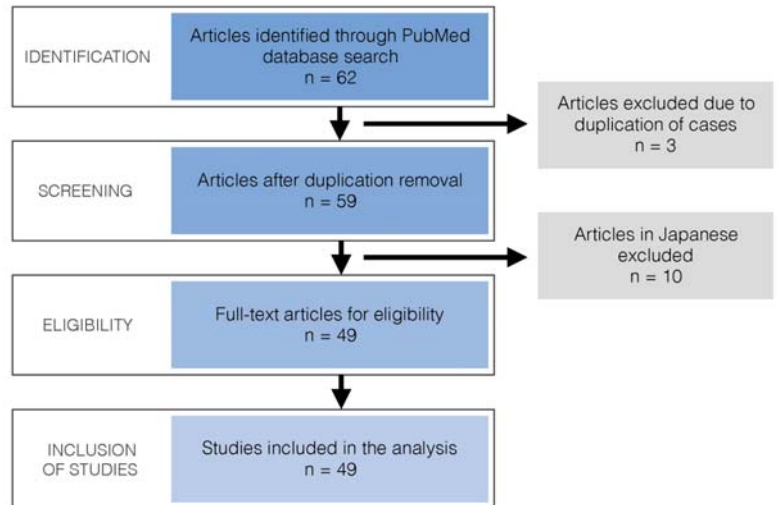 IDENTIFICATION
Articles identified through PubMed
database search
n = 62
Articles excluded due to
duplication of cases
n = 3
SCREENING
Articles after duplication removal
n = 59
Articles in Japanese
excluded
n = 10
ELIGIBILITY
Full-text articles for eligibility
n = 49
INCLUSION
OF STUDIES
Studies included in the analysis
n = 49